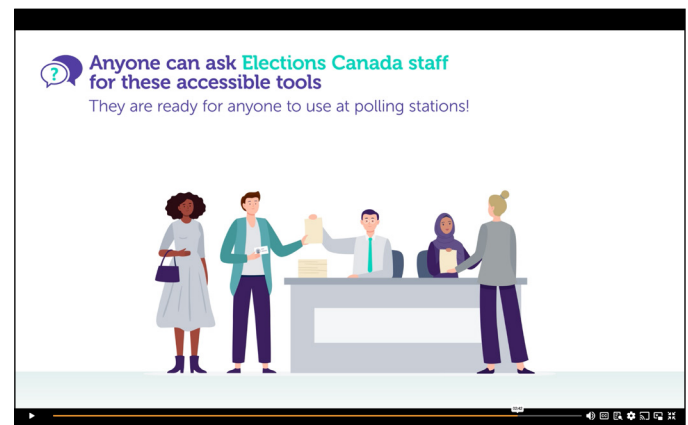 ?
Anyone can ask Elections Canada staff
for these accessible tools
They are ready for anyone to use at polling stations!